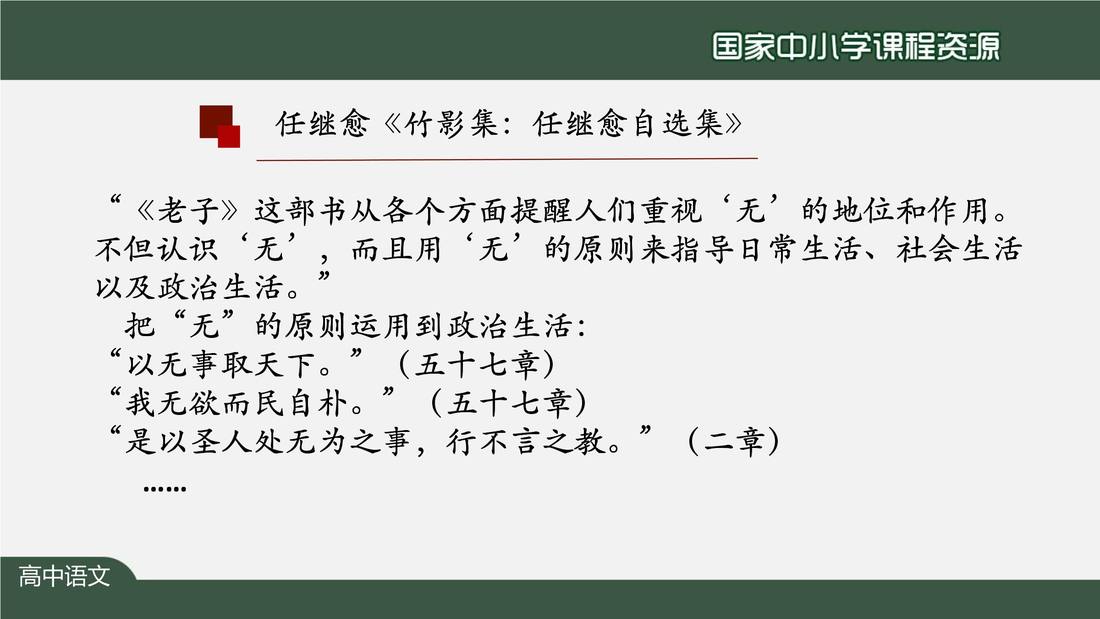 国家中小学课程资源
任继愈《竹影集：任继愈自选集》
“《老子》这部书从各个方面提醒人们重视‘无’的地位和作用。
不但认识‘无’，而且用‘无’的原则来指导日常生活、社会生活
以及政治生活。”
把“无”的原则运用到政治生活：
“以无事取天下。”（五十七章）
“我无欲而民自朴。”（五十七章）
“是以圣人处无为之事，行不言之教。”（二章）
……
高中语文